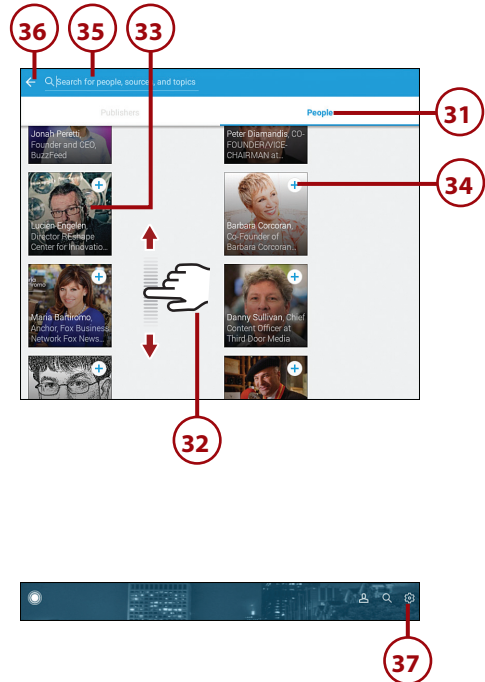 36 35 33
Search for people, sources, and topics
Publishers People
31
Jonah Peretti,
Founder and CEO,
BuzzFeed
Peter Diamandis, CO-
FOUNDER/VICE-
CHAIRMAN at...
34
Lucien Engelen,
Director REshape
Center for Innovatio...
Barbara Corcoran,
Co-Founder of
Barbara Corcoran...
Maria Bartiromo,
Anchor, Fox Business
Network Fox News...
Danny Sullivan, Chief
Content Officer at
Third Door Media
32
37